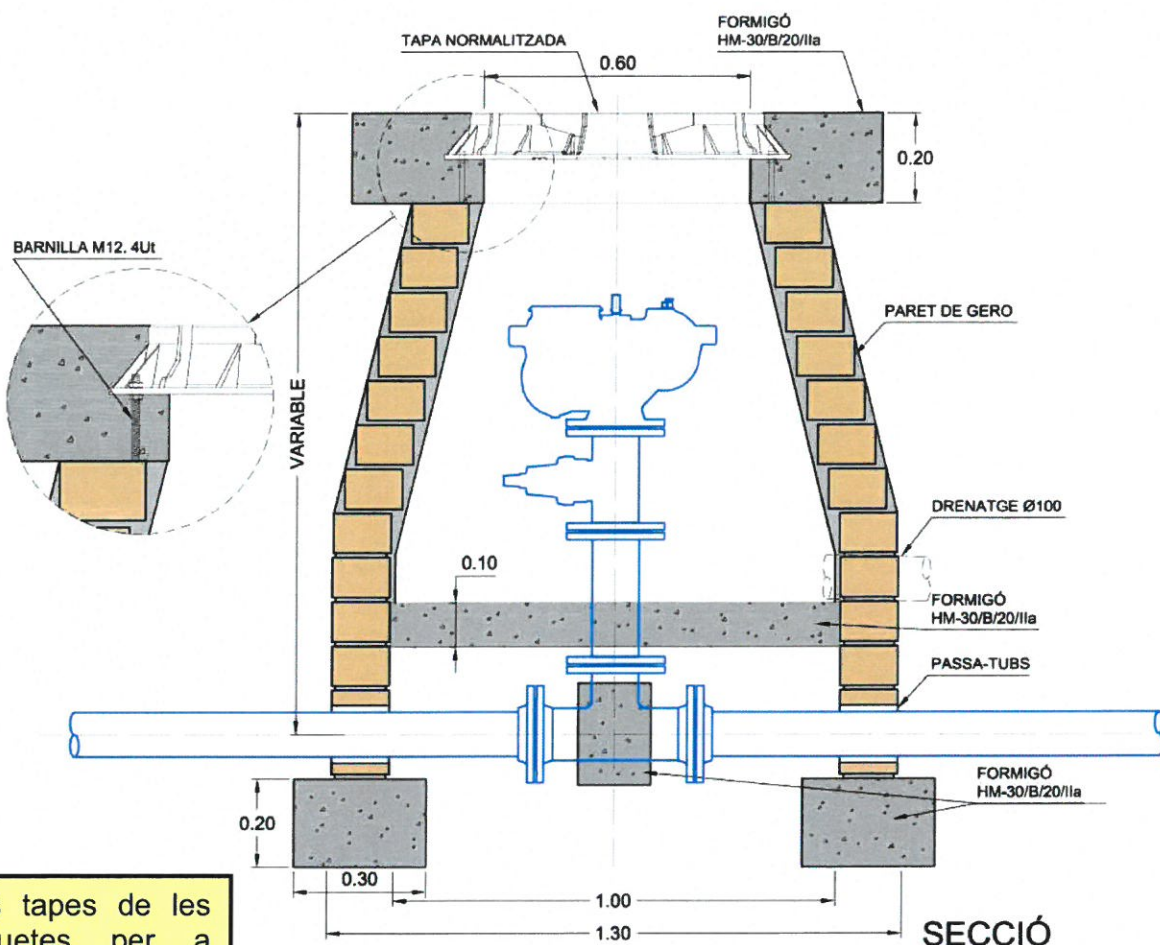 FORMIGÓ
HM-30/B/20/IIa
TAPA NORMALITZADA
0.60
0.20
BARNILLA M12. 4Ut
PARET DE GERO
VARIABLE
DRENATGE Ø100
0.10
FORMIGÓ
HM-30/B/20/IIa
PASSA-TUBS
FORMIGÓ
HM-30/B/20/IIa
0.20
0.30
1.00
1.30
SECCIÓ
tapes de les
per a